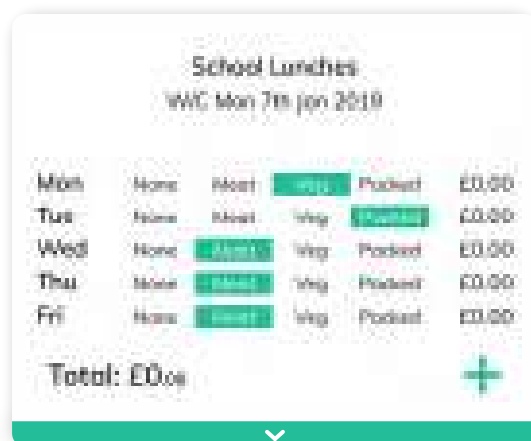 School Lunches
W/C Mon 7th Jan 2019
Mon None Meat Veg Packed £0.00
Tue None Meat Veg Packed £0.00
Wed None Meat Veg Packed £0.00
Thu None Meat Veg Packed £0.00
Fri None Meat Veg Packed £0.00
Total: £0.00